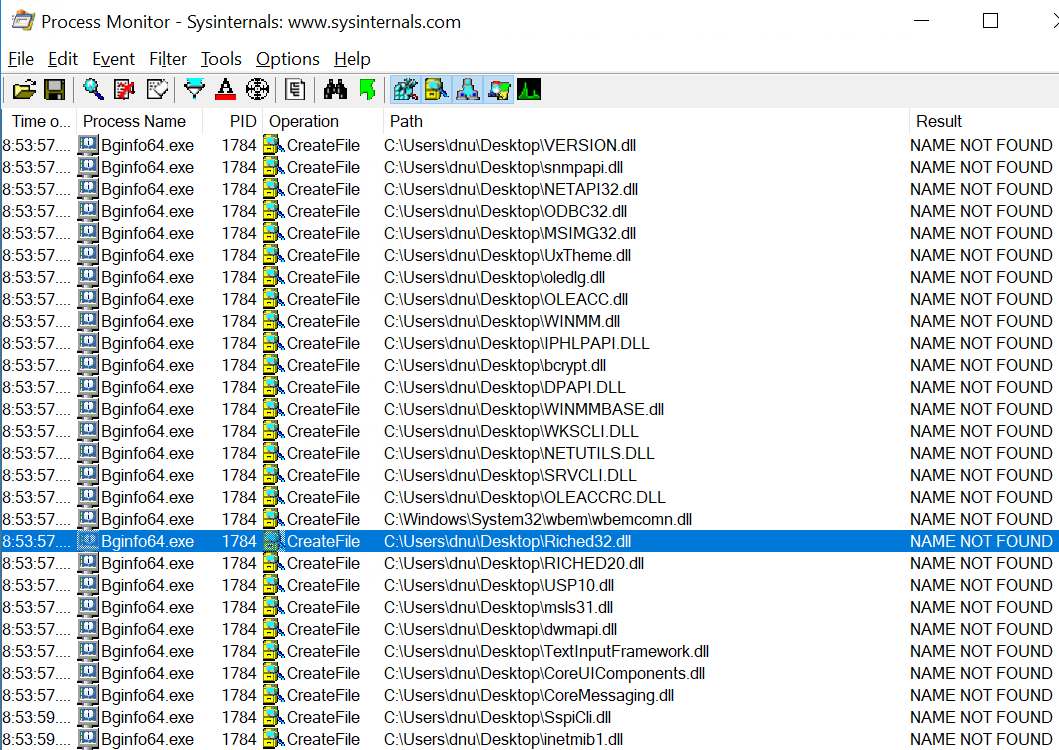 Process Monitor - Sysinternals: www.sysinternals.com
File Edit Event Filter Tools Options Help
Time o... Process Name PID Operation Path Result
8:53:57.... Bginfo64.exe 1784 CreateFile C:\Users\dnu\Desktop\VERSION.dll NAME NOT FOUND
8:53:57.... Bginfo64.exe 1784 CreateFile C:\Users\dnu\Desktop\snmpapi.dll NAME NOT FOUND
8:53:57.... Bginfo64.exe 1784 CreateFile C:\Users\dnu\Desktop\NETAPI32.dll NAME NOT FOUND
8:53:57.... Bginfo64.exe 1784 CreateFile C:\Users\dnu\Desktop\ODBC32.dll NAME NOT FOUND
8:53:57.... Bginfo64.exe 1784 CreateFile C:\Users\dnu\Desktop\MSIMG32.dll NAME NOT FOUND
8:53:57.... Bginfo64.exe 1784 CreateFile C:\Users\dnu\Desktop\UxTheme.dll NAME NOT FOUND
8:53:57.... Bginfo64.exe 1784 CreateFile C:\Users\dnu\Desktop\oledlg.dll NAME NOT FOUND
8:53:57.... Bginfo64.exe 1784 CreateFile C:\Users\dnu\Desktop\OLEACC.dll NAME NOT FOUND
8:53:57.... Bginfo64.exe 1784 CreateFile C:\Users\dnu\Desktop\WINMM.dll NAME NOT FOUND
8:53:57.... Bginfo64.exe 1784 CreateFile C:\Users\dnu\Desktop\IPHLPAPI.DLL NAME NOT FOUND
8:53:57.... Bginfo64.exe 1784 CreateFile C:\Users\dnu\Desktop\bcrypt.dll NAME NOT FOUND
8:53:57.... Bginfo64.exe 1784 CreateFile C:\Users\dnu\Desktop\DPAPI.DLL NAME NOT FOUND
8:53:57.... Bginfo64.exe 1784 CreateFile C:\Users\dnu\Desktop\WINMMBASE.dll NAME NOT FOUND
8:53:57.... Bginfo64.exe 1784 CreateFile C:\Users\dnu\Desktop\WKSCLI.DLL NAME NOT FOUND
8:53:57.... Bginfo64.exe 1784 CreateFile C:\Users\dnu\Desktop\NETUTILS.DLL NAME NOT FOUND
8:53:57.... Bginfo64.exe 1784 CreateFile C:\Users\dnu\Desktop\SRVCLI.DLL NAME NOT FOUND
8:53:57.... Bginfo64.exe 1784 CreateFile C:\Users\dnu\Desktop\OLEACCRC.DLL NAME NOT FOUND
8:53:57.... Bginfo64.exe 1784 CreateFile C:\Windows\System32\wbem\wbemcomn.dll NAME NOT FOUND
8:53:57.... Bginfo64.exe 1784 CreateFile C:\Users\dnu\Desktop\Riched32.dll NAME NOT FOUND
8:53:57.... Bginfo64.exe 1784 CreateFile C:\Users\dnu\Desktop\RICHED20.dll NAME NOT FOUND
8:53:57.... Bginfo64.exe 1784 CreateFile C:\Users\dnu\Desktop\USP10.dll NAME NOT FOUND
8:53:57.... Bginfo64.exe 1784 CreateFile C:\Users\dnu\Desktop\msls31.dll NAME NOT FOUND
8:53:57.... Bginfo64.exe 1784 CreateFile C:\Users\dnu\Desktop\dwmapi.dll NAME NOT FOUND
8:53:57.... Bginfo64.exe 1784 CreateFile C:\Users\dnu\Desktop\TextInputFramework.dll NAME NOT FOUND
8:53:57.... Bginfo64.exe 1784 CreateFile C:\Users\dnu\Desktop\CoreUIComponents.dll NAME NOT FOUND
8:53:57.... Bginfo64.exe 1784 CreateFile C:\Users\dnu\Desktop\CoreMessaging.dll NAME NOT FOUND
8:53:59.... Bginfo64.exe 1784 CreateFile C:\Users\dnu\Desktop\SspiCli.dll NAME NOT FOUND
8:53:59.... Bginfo64.exe 1784 CreateFile C:\Users\dnu\Desktop\inetmib1.dll NAME NOT FOUND